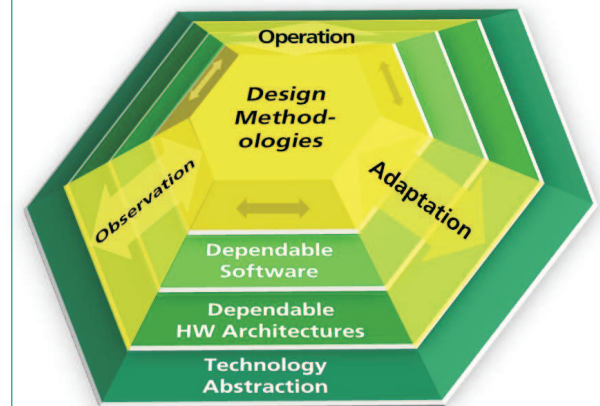 Operation
Design
Method-
ologies
Observation
Adaptation
Dependable
Software
Dependable
HW Architectures
Technology
Abstraction